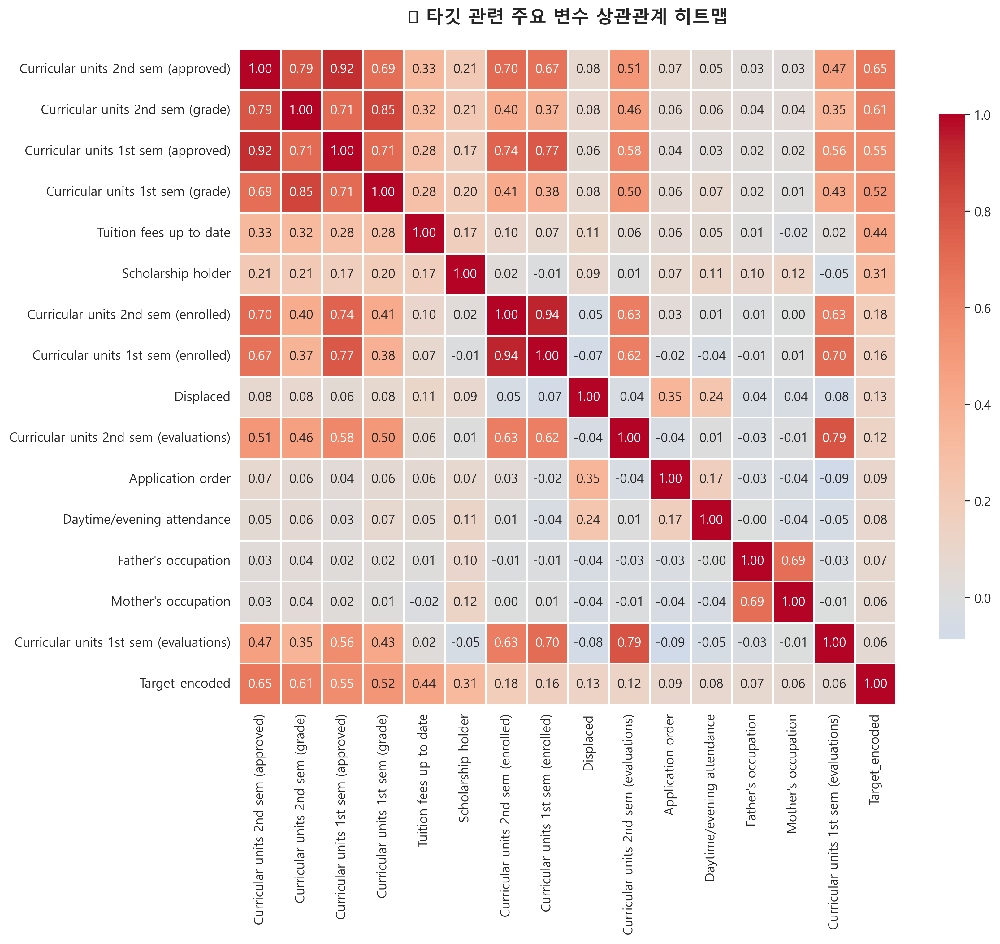 타깃 관련 주요 변수 상관관계 히트맵
Curricular units 2nd sem (approved) 1.00 0.79 0.92 0.69 0.33 0.21 0.70 0.67 0.08 0.51 0.07 0.05 0.03 0.03 0.47 0.65
Curricular units 2nd sem (grade) 0.79 1.00 0.71 0.85 0.32 0.21 0.40 0.37 0.08 0.46 0.06 0.06 0.04 0.04 0.35 0.61
Curricular units 1st sem (approved) 0.92 0.71 1.00 0.71 0.28 0.17 0.74 0.77 0.06 0.58 0.04 0.03 0.02 0.02 0.56 0.55
Curricular units 1st sem (grade) 0.69 0.85 0.71 1.00 0.28 0.20 0.41 0.38 0.08 0.50 0.06 0.07 0.02 0.01 0.43 0.52
Tuition fees up to date 0.33 0.32 0.28 0.28 1.00 0.17 0.10 0.07 0.11 0.06 0.06 0.05 0.01 -0.02 0.02 0.44
Scholarship holder 0.21 0.21 0.17 0.20 0.17 1.00 0.02 -0.01 0.09 0.01 0.07 0.11 0.10 0.12 -0.05 0.31
Curricular units 2nd sem (enrolled) 0.70 0.40 0.74 0.41 0.10 0.02 1.00 0.94 -0.05 0.63 0.03 0.01 -0.01 0.00 0.63 0.18
Curricular units 1st sem (enrolled) 0.67 0.37 0.77 0.38 0.07 -0.01 0.94 1.00 -0.07 0.62 -0.02 -0.04 -0.01 0.01 0.70 0.16
Displaced 0.08 0.08 0.06 0.08 0.11 0.09 -0.05 -0.07 1.00 -0.04 0.35 0.24 -0.04 -0.04 -0.08 0.13
Curricular units 2nd sem (evaluations) 0.51 0.46 0.58 0.50 0.06 0.01 0.63 0.62 -0.04 1.00 -0.04 0.01 -0.03 -0.01 0.79 0.12
Application order 0.07 0.06 0.04 0.06 0.06 0.07 0.03 -0.02 0.35 -0.04 1.00 0.17 -0.03 -0.04 -0.09 0.09
Daytime/evening attendance 0.05 0.06 0.03 0.07 0.05 0.11 0.01 -0.04 0.24 0.01 0.17 1.00 -0.00 -0.04 -0.05 0.08
Father's occupation 0.03 0.04 0.02 0.02 0.01 0.10 -0.01 -0.01 -0.04 -0.03 -0.03 -0.00 1.00 0.69 -0.03 0.07
Mother's occupation 0.03 0.04 0.02 0.01 -0.02 0.12 0.00 0.01 -0.04 -0.01 -0.04 -0.04 0.69 1.00 -0.01 0.06
Curricular units 1st sem (evaluations) 0.47 0.35 0.56 0.43 0.02 -0.05 0.63 0.70 -0.08 0.79 -0.09 -0.05 -0.03 -0.01 1.00 0.06
Target_encoded 0.65 0.61 0.55 0.52 0.44 0.31 0.18 0.16 0.13 0.12 0.09 0.08 0.07 0.06 0.06 1.00
Curricular units 2nd sem (approved)
Curricular units 2nd sem (grade)
Curricular units 1st sem (approved)
Curricular units 1st sem (grade)
Tuition fees up to date
Scholarship holder
Curricular units 2nd sem (enrolled)
Curricular units 1st sem (enrolled)
Displaced
Curricular units 2nd sem (evaluations)
Application order
Daytime/evening attendance
Father's occupation
Mother's occupation
Curricular units 1st sem (evaluations)
Target_encoded
1.0
0.8
0.6
0.4
0.2
0.0